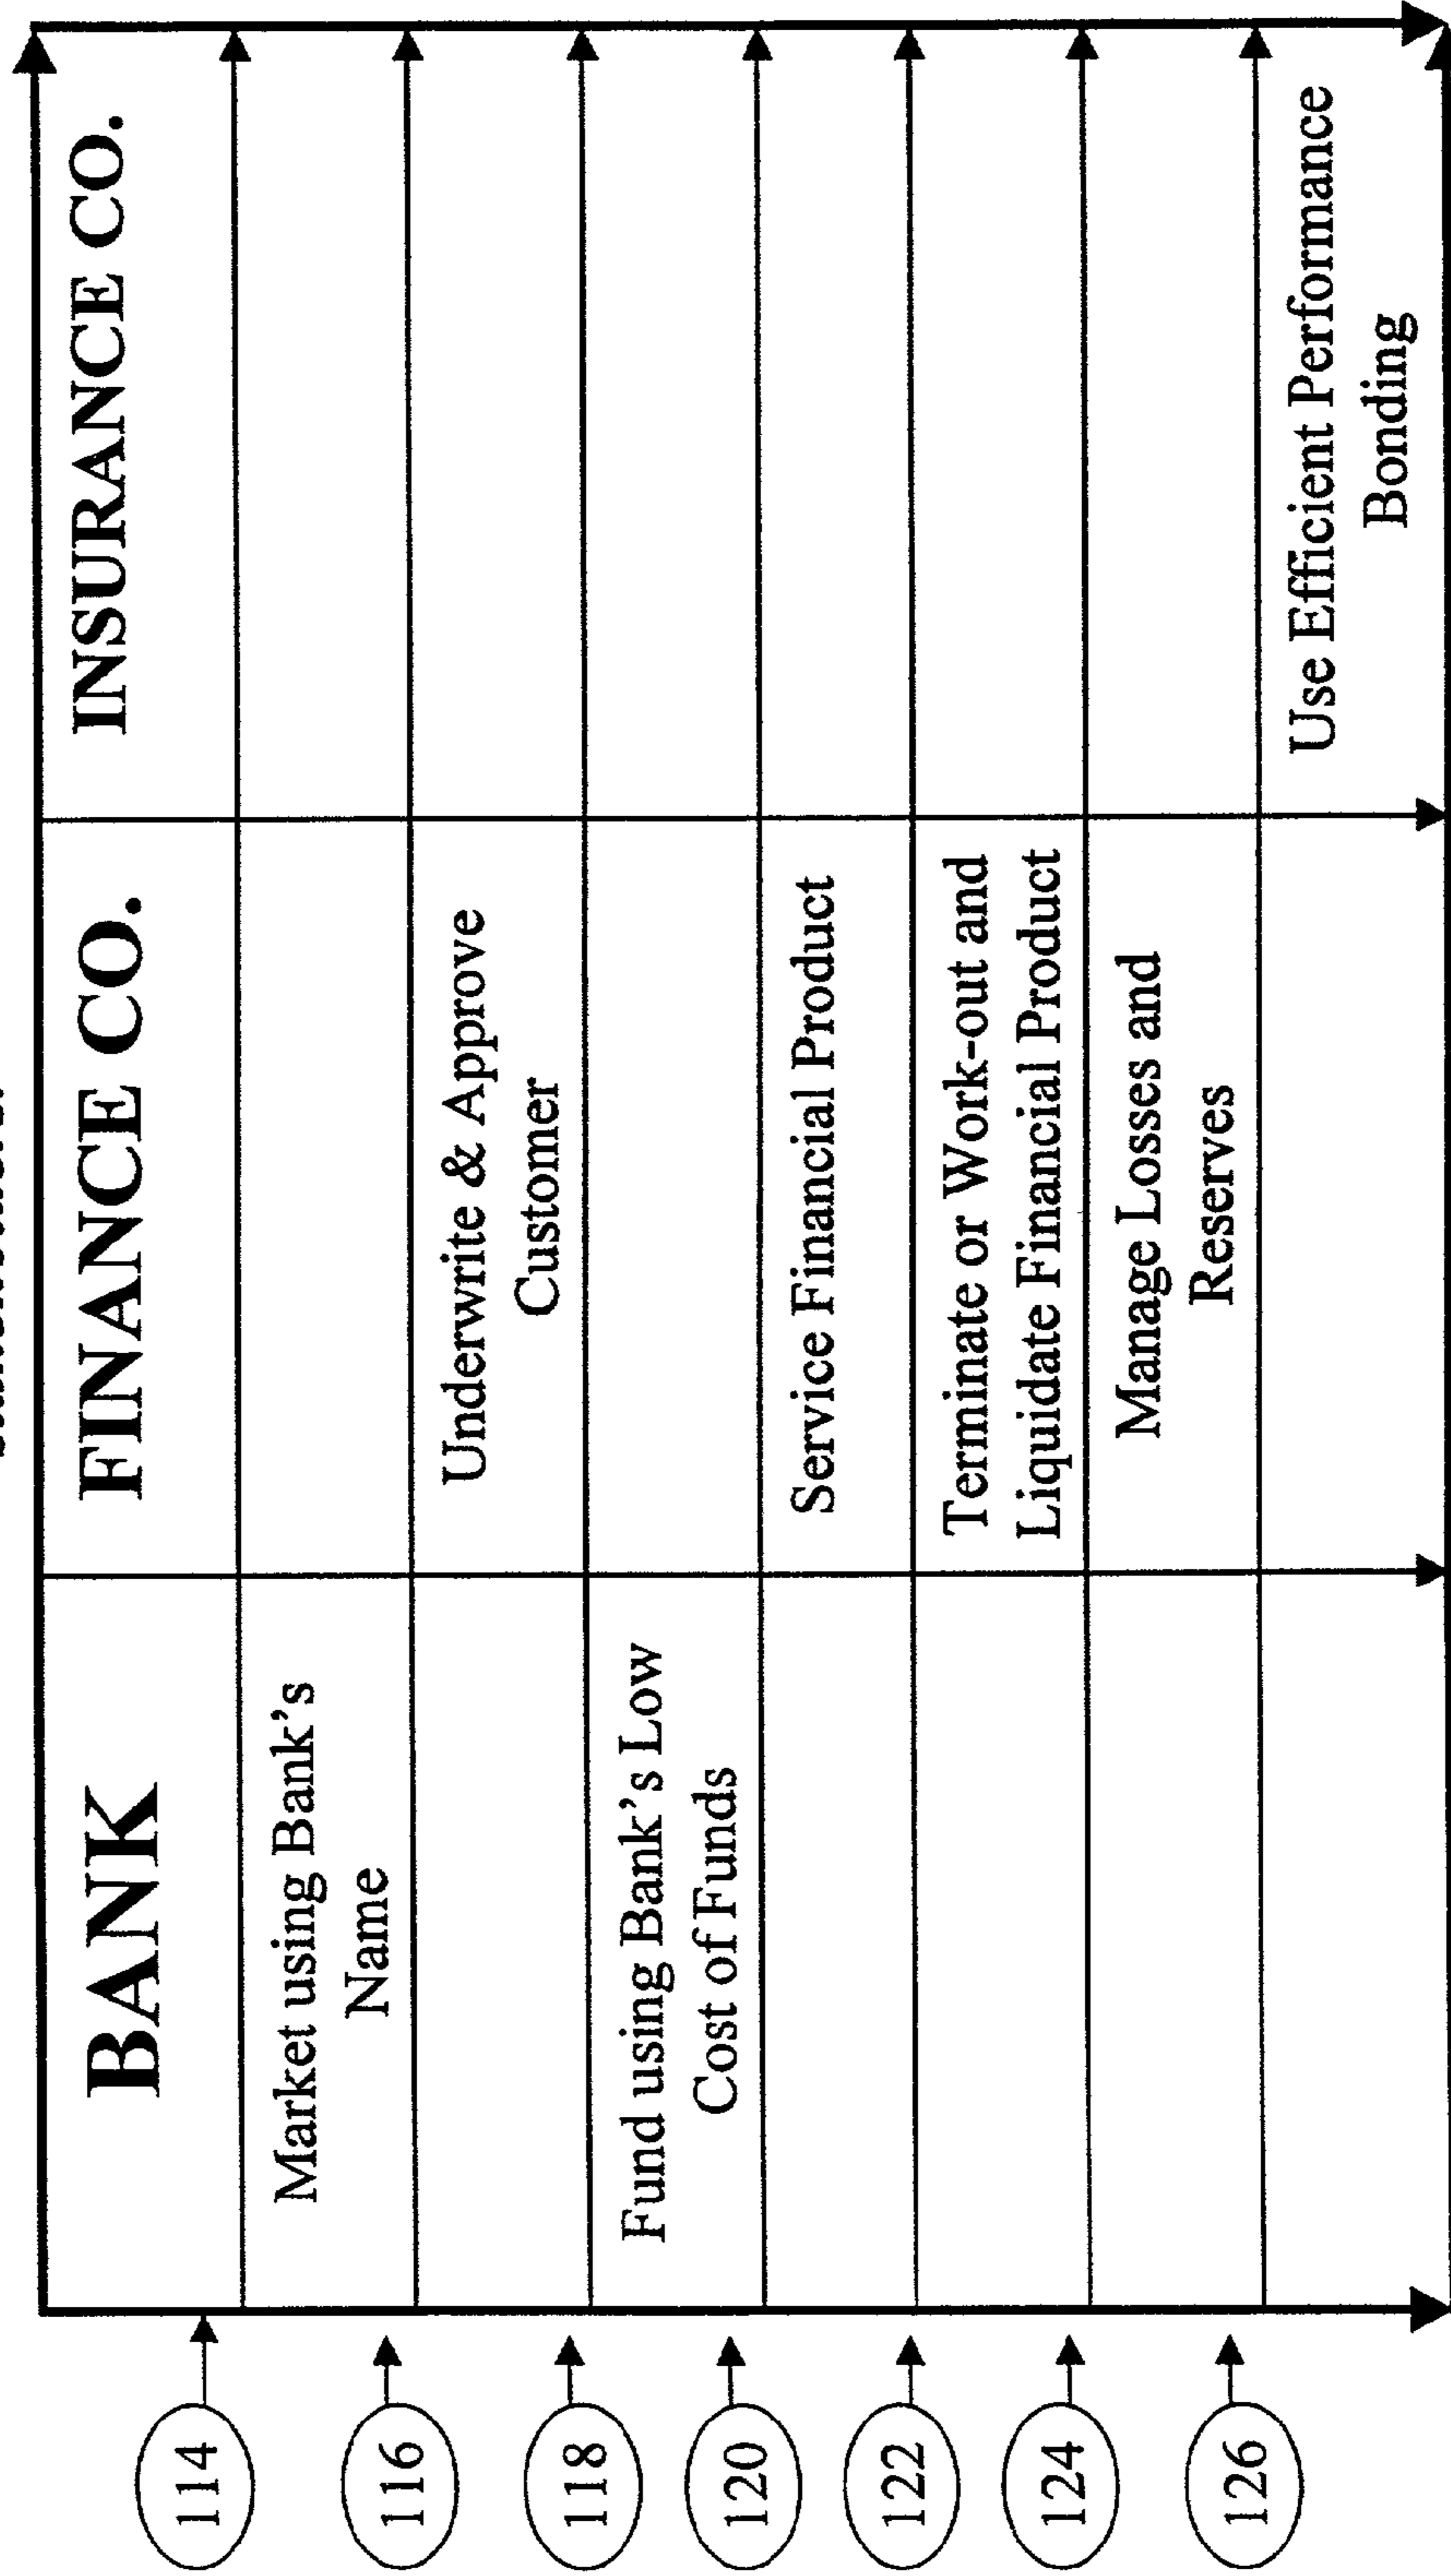 BANK
FINANCE CO.
INSURANCE CO.
114
Market using Bank's
Name
116
Underwrite & Approve
Customer
118
Fund using Bank's Low
Cost of Funds
120
Service Financial Product
122
Terminate or Work-out and
Liquidate Financial Product
124
Manage Losses and
Reserves
126
Use Efficient Performance
Bonding